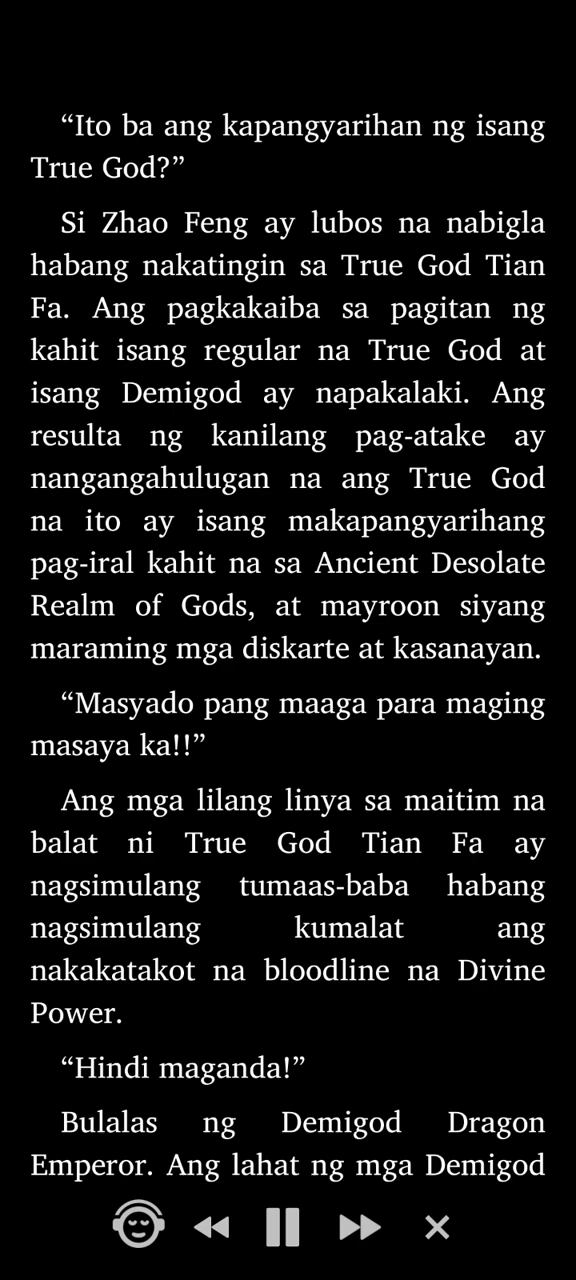 “Ito ba ang kapangyarihan ng isang
True God?”
Si Zhao Feng ay lubos na nabigla
habang nakatingin sa True God Tian
Fa. Ang pagkakaiba sa pagitan ng
kahit isang regular na True God at
isang Demigod ay napakalaki. Ang
resulta ng kanilang pag-atake ay
nangangahulugan na ang True God
na ito ay isang makapangyarihang
pag-iral kahit na sa Ancient Desolate
Realm of Gods, at mayroon siyang
maraming mga diskarte at kasanayan.
“Masyado pang maaga para maging
masaya ka!!”
Ang mga lilang linya sa maitim na
balat ni True God Tian Fa ay
nagsimulang tumaas-baba habang
nagsimulang kumalat ang
nakakatakot na bloodline na Divine
Power.
“Hindi maganda!”
Bulalas ng Demigod Dragon
Emperor. Ang lahat ng mga Demigod